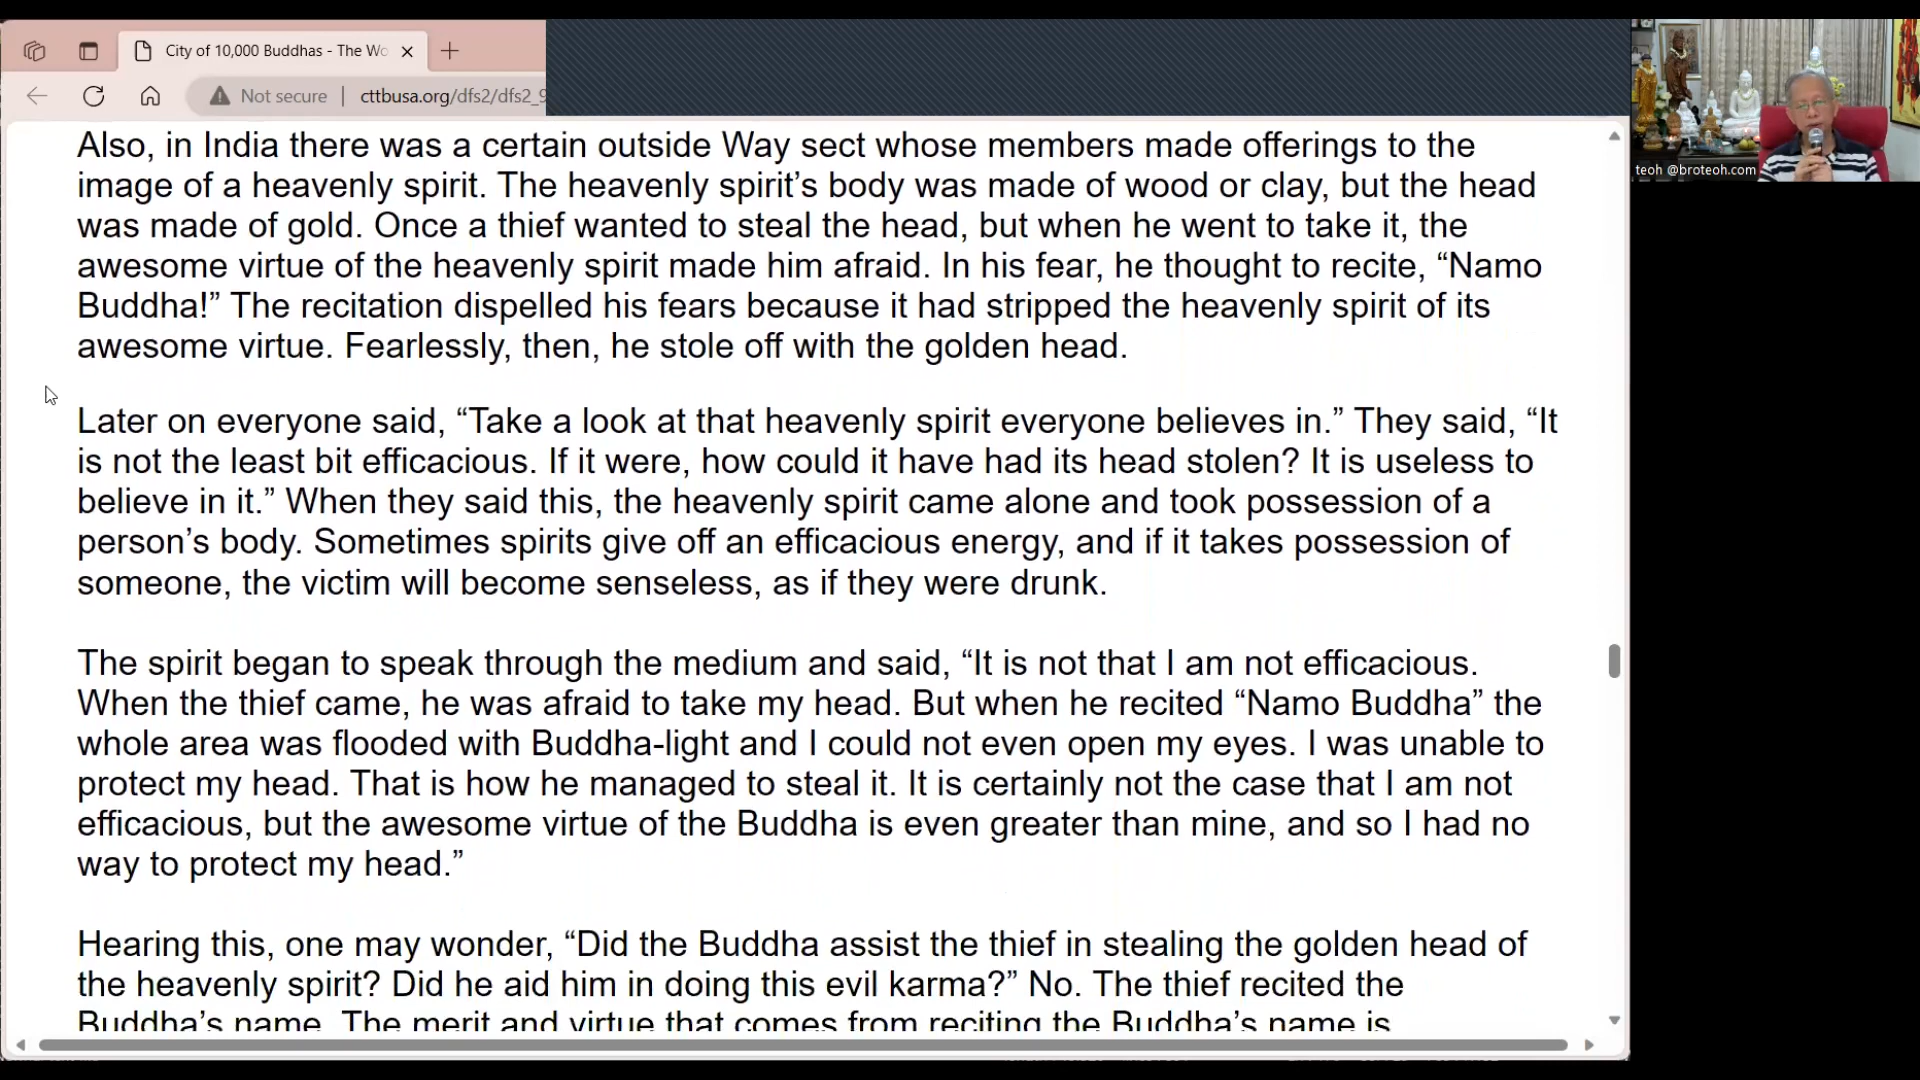 City of 10,000 Buddhas - The Wo
Not secure | cttbusa.org/dfs2/dfs2_9
teoh @broteoh.com
Also, in India there was a certain outside Way sect whose members made offerings to the
image of a heavenly spirit. The heavenly spirit’s body was made of wood or clay, but the head
was made of gold. Once a thief wanted to steal the head, but when he went to take it, the
awesome virtue of the heavenly spirit made him afraid. In his fear, he thought to recite, “Namo
Buddha!” The recitation dispelled his fears because it had stripped the heavenly spirit of its
awesome virtue. Fearlessly, then, he stole off with the golden head.
Later on everyone said, “Take a look at that heavenly spirit everyone believes in.” They said, “It
is not the least bit efficacious. If it were, how could it have had its head stolen? It is useless to
believe in it.” When they said this, the heavenly spirit came alone and took possession of a
person’s body. Sometimes spirits give off an efficacious energy, and if it takes possession of
someone, the victim will become senseless, as if they were drunk.
The spirit began to speak through the medium and said, “It is not that I am not efficacious.
When the thief came, he was afraid to take my head. But when he recited “Namo Buddha” the
whole area was flooded with Buddha-light and I could not even open my eyes. I was unable to
protect my head. That is how he managed to steal it. It is certainly not the case that I am not
efficacious, but the awesome virtue of the Buddha is even greater than mine, and so I had no
way to protect my head.”
Hearing this, one may wonder, “Did the Buddha assist the thief in stealing the golden head of
the heavenly spirit? Did he aid him in doing this evil karma?” No. The thief recited the
Buddha’s name. The merit and virtue that comes from reciting the Buddha’s name is